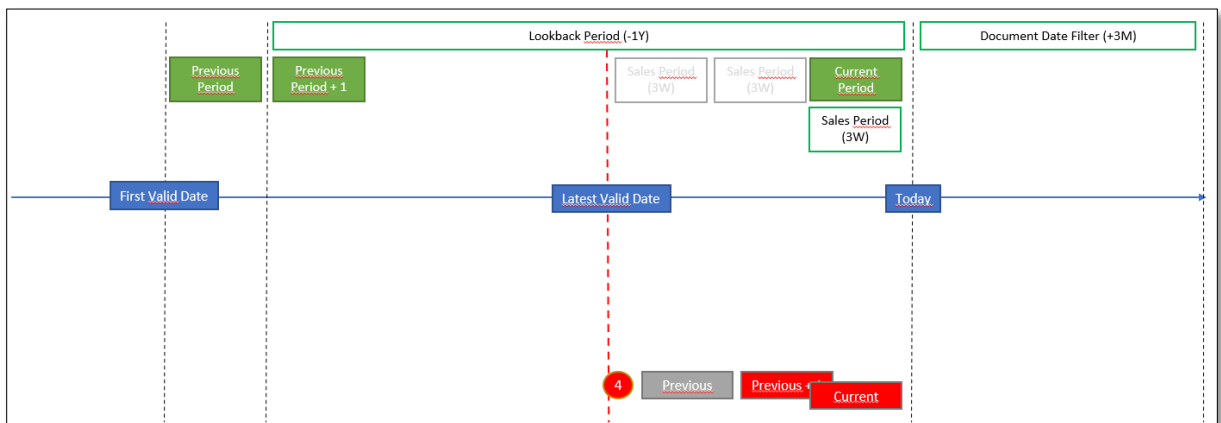 Lookback Period (-1Y)
Document Date Filter (+3M)
Previous
Period
Previous
Period + 1
Sales Period
(3W)
Sales Period
(3W)
Current
Period
Sales Period
(3W)
First Valid Date
Latest Valid Date
Today
4
Previous
Previous +
Current